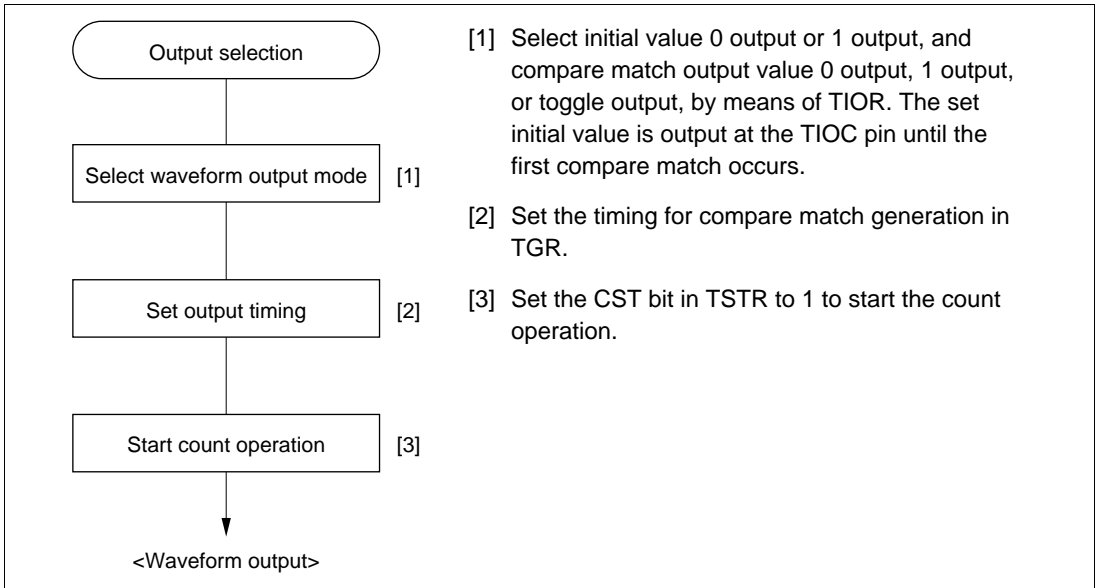 Output selection
Select waveform output mode [1]
Set output timing [2]
Start count operation [3]
<Waveform output>
[1] Select initial value 0 output or 1 output, and
compare match output value 0 output, 1 output,
or toggle output, by means of TIOR. The set
initial value is output at the TIOC pin until the
first compare match occurs.
[2] Set the timing for compare match generation in
TGR.
[3] Set the CST bit in TSTR to 1 to start the count
operation.